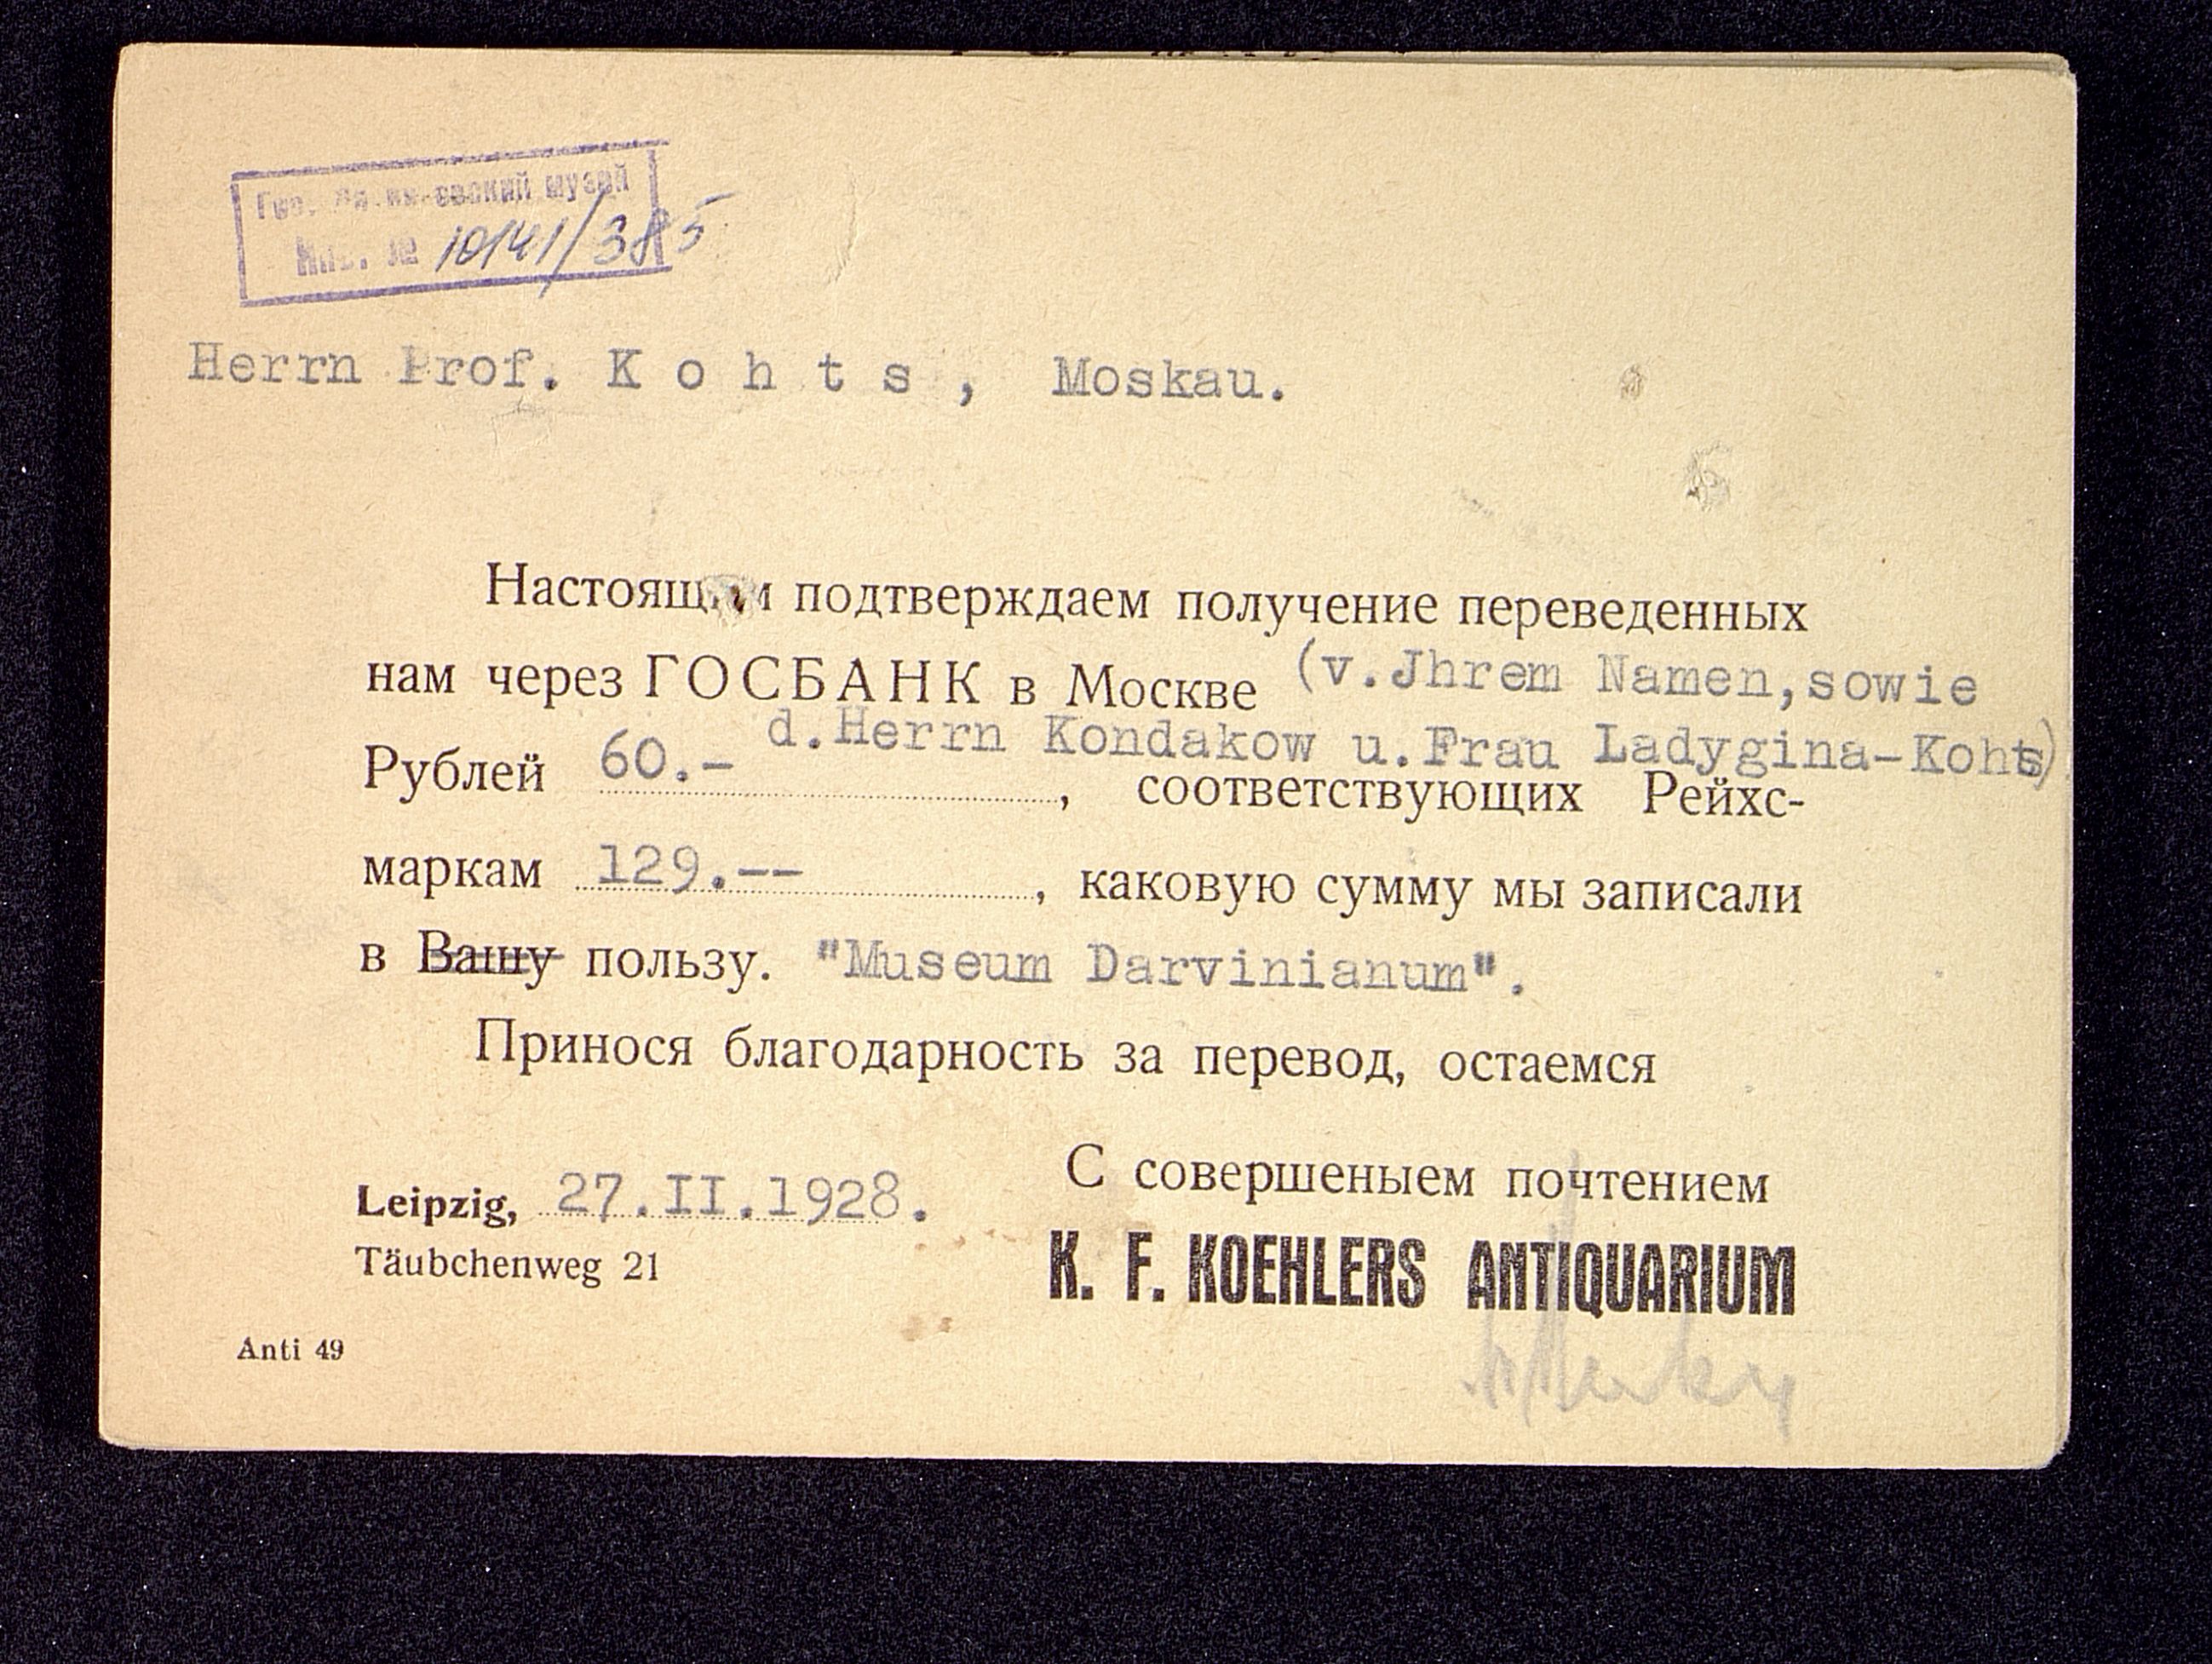 Гос. Дарвиновский музей
Инв. № 10141/385
Herrn Prof. K o h t s , Moskau.
Настоящим подтверждаем получение переведенных
нам через ГОСБАНК в Москве (v.Jhrem Namen,sowie
d.Herrn Kondakow u.Frau Ladygina-Kohts)
Рублей 60.- , соответствующих Рейхс-
маркам 129.-- , каковую сумму мы записали
в Вашу пользу. "Museum Darvinianum".
Принося благодарность за перевод, остаемся
С совершеныем почтением
Leipzig, 27.II.1928.
Täubchenweg 21
K. F. KOEHLERS ANTIQUARIUM
Anti 49